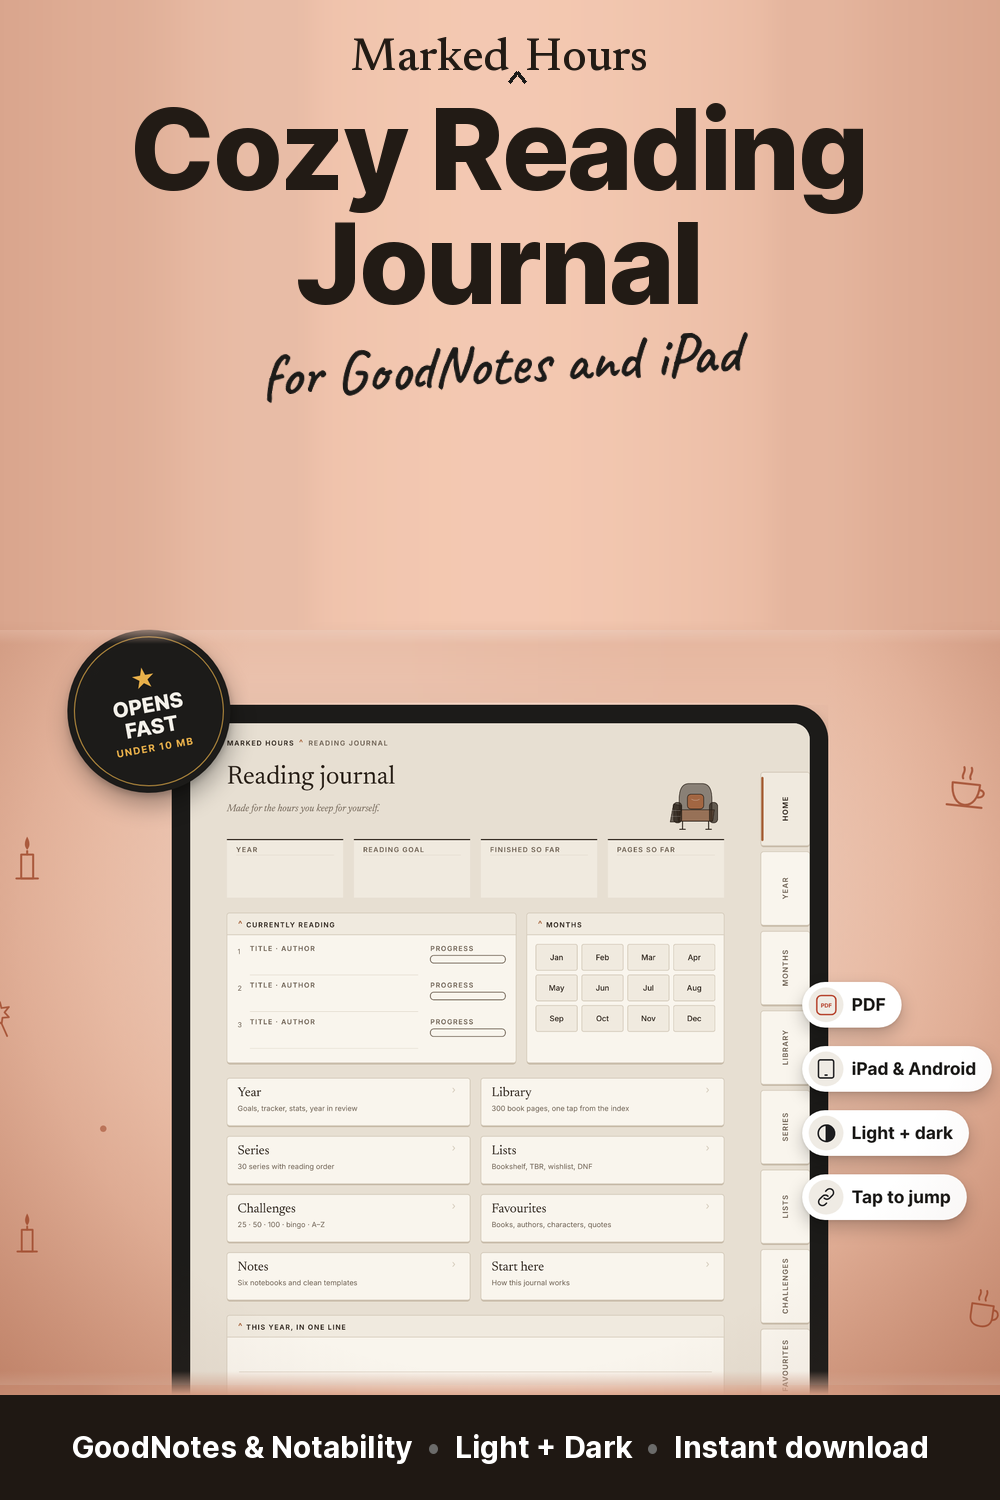 Marked ^ Hours
Cozy Reading
Journal
for GoodNotes and iPad
OPENS
FAST
UNDER 10 MB
MARKED HOURS ^ READING JOURNAL
Reading journal
Made for the hours you keep for yourself.
YEAR
READING GOAL
FINISHED SO FAR
PAGES SO FAR
^ CURRENTLY READING
1 TITLE · AUTHOR PROGRESS
2 TITLE · AUTHOR PROGRESS
3 TITLE · AUTHOR PROGRESS
^ MONTHS
Jan Feb Mar Apr
May Jun Jul Aug
Sep Oct Nov Dec
Year
Goals, tracker, stats, year in review
Library
300 book pages, one tap from the index
Series
30 series with reading order
Lists
Bookshelf, TBR, wishlist, DNF
Challenges
25 · 50 · 100 · bingo · A–Z
Favourites
Books, authors, characters, quotes
Notes
Six notebooks and clean templates
Start here
How this journal works
^ THIS YEAR, IN ONE LINE
HOME
YEAR
MONTHS
LIBRARY
SERIES
LISTS
CHALLENGES
FAVOURITES
PDF
PDF
iPad & Android
Light + dark
Tap to jump
GoodNotes & Notability • Light + Dark • Instant download